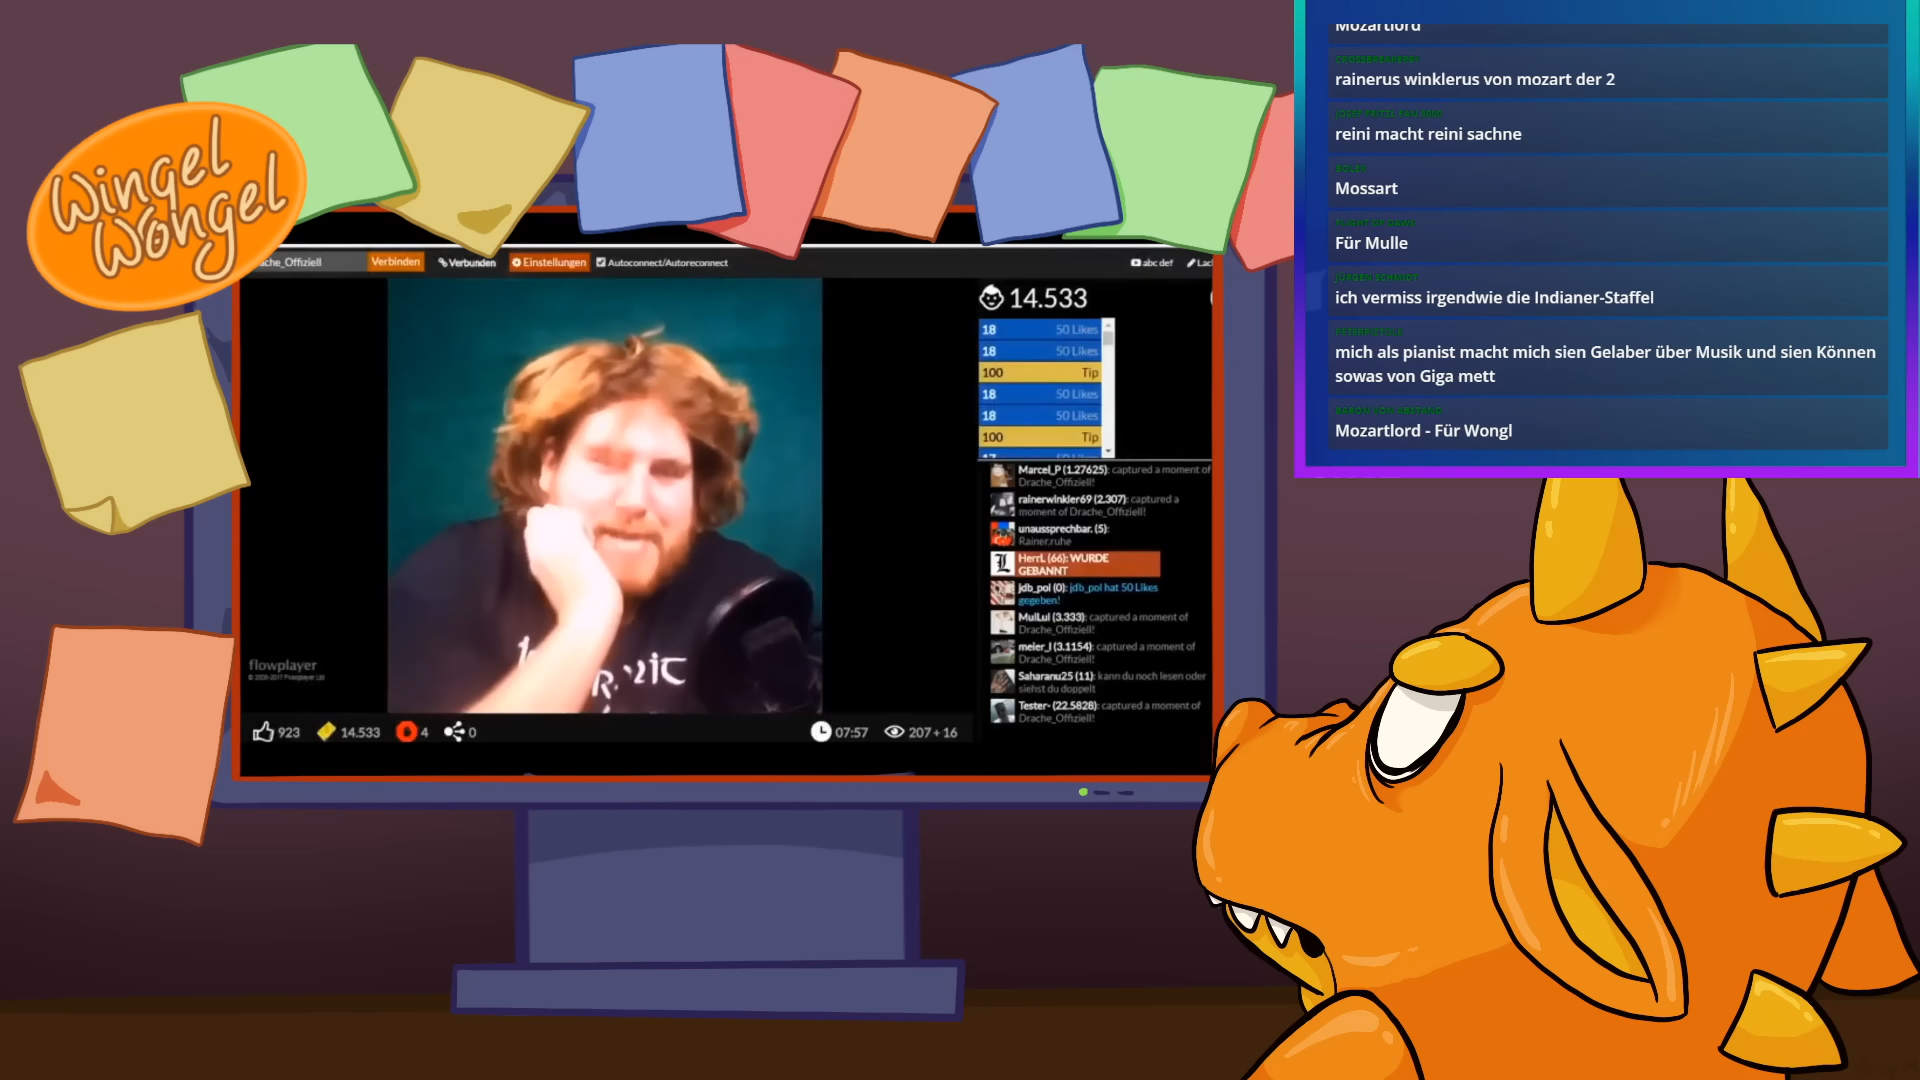 Wingel
Wongel
che_Offiziell
Verbinden
Verbunden
Einstellungen
Autoconnect/Autoreconnect
abc def
14.533
18 50 Likes
18 50 Likes
100 Tip
18 50 Likes
18 50 Likes
100 Tip
Marcel_P (1.27625): captured a moment of
Drache_Offiziell!
rainerwinkler69 (2.307): captured a
moment of Drache_Offiziell!
unaussprechbar. (5):
Rainer.ruhe
HerrL (66): WURDE
GEBANNT
jdb_pol (0): jdb_pol hat 50 Likes
gegeben!
MulLul (3.333): captured a moment of
Drache_Offiziell!
meier_l (3.1154): captured a moment of
Drache_Offiziell!
Saharanu25 (11): kann du noch lesen oder
siehst du doppelt
Tester- (22.5828): captured a moment of
Drache_Offiziell!
flowplayer
923
14.533
4
0
07:57
207 + 16
Mozartlord
rainerus winklerus von mozart der 2
reini macht reini sachne
Mossart
Für Mulle
JÜRGEN SCHMIDT
ich vermiss irgendwie die Indianer-Staffel
mich als pianist macht mich sien Gelaber über Musik und sien Können
sowas von Giga mett
BARON VON ABSTAND
Mozartlord - Für Wongl